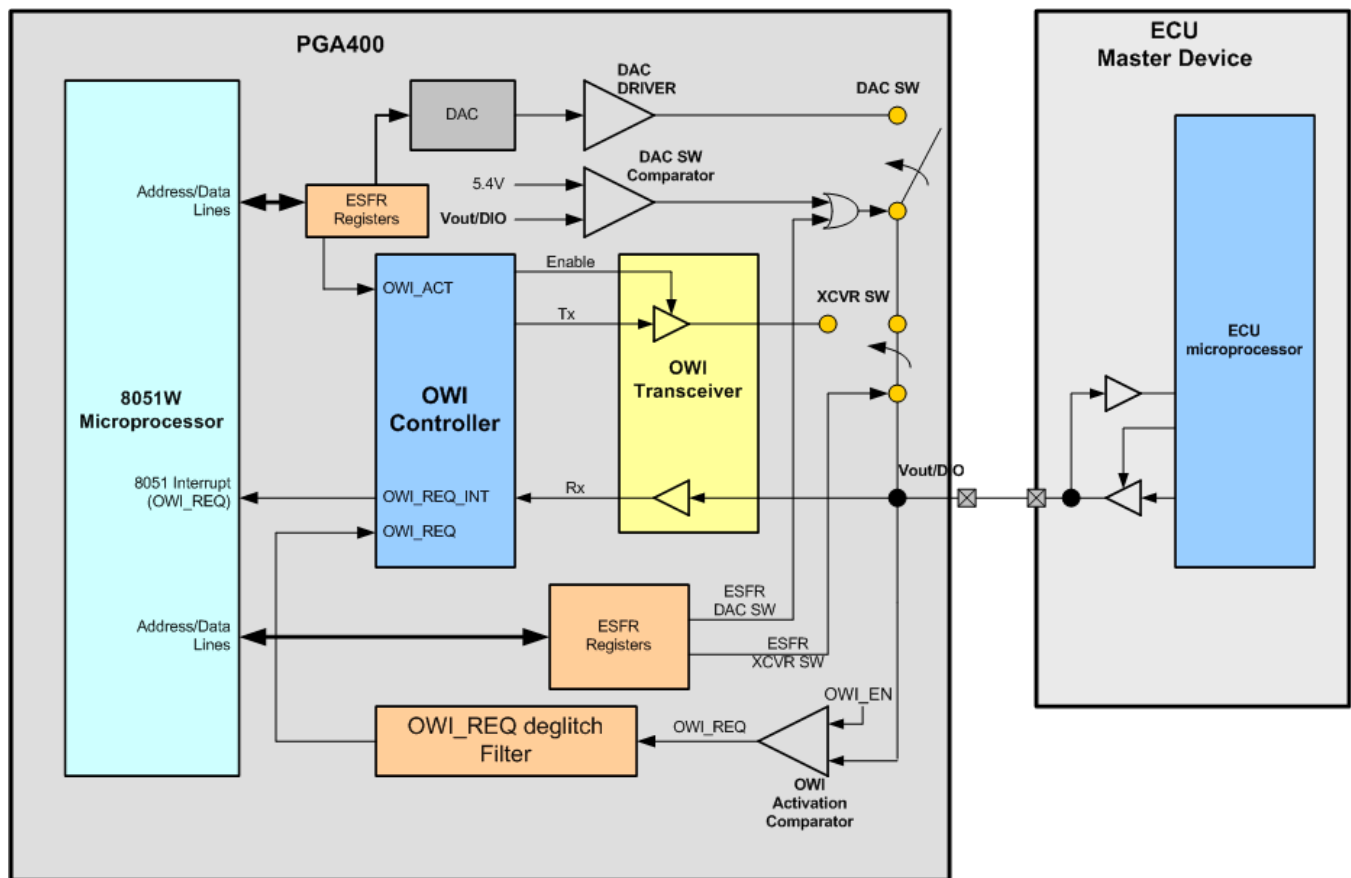 PGA400
ECU
Master Device
DAC
DRIVER
DAC SW
DAC
DAC SW
Comparator
5.4V
Vout/DIO
Address/Data
Lines
ESFR
Registers
Enable
OWI_ACT
Tx
XCVR SW
OWI
Transceiver
OWI
Controller
8051W
Microprocessor
ECU
microprocessor
Vout/DIO
8051 Interrupt
(OWI_REQ)
OWI_REQ_INT
Rx
OWI_REQ
ESFR
DAC SW
Address/Data
Lines
ESFR
Registers
ESFR
XCVR SW
OWI_EN
OWI_REQ deglitch
Filter
OWI_REQ
OWI
Activation
Comparator